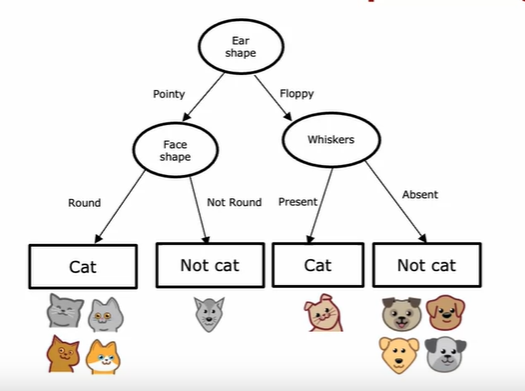 Ear
shape
Pointy
Floppy
Face
shape
Whiskers
Round
Not Round
Present
Absent
Cat
Not cat
Cat
Not cat